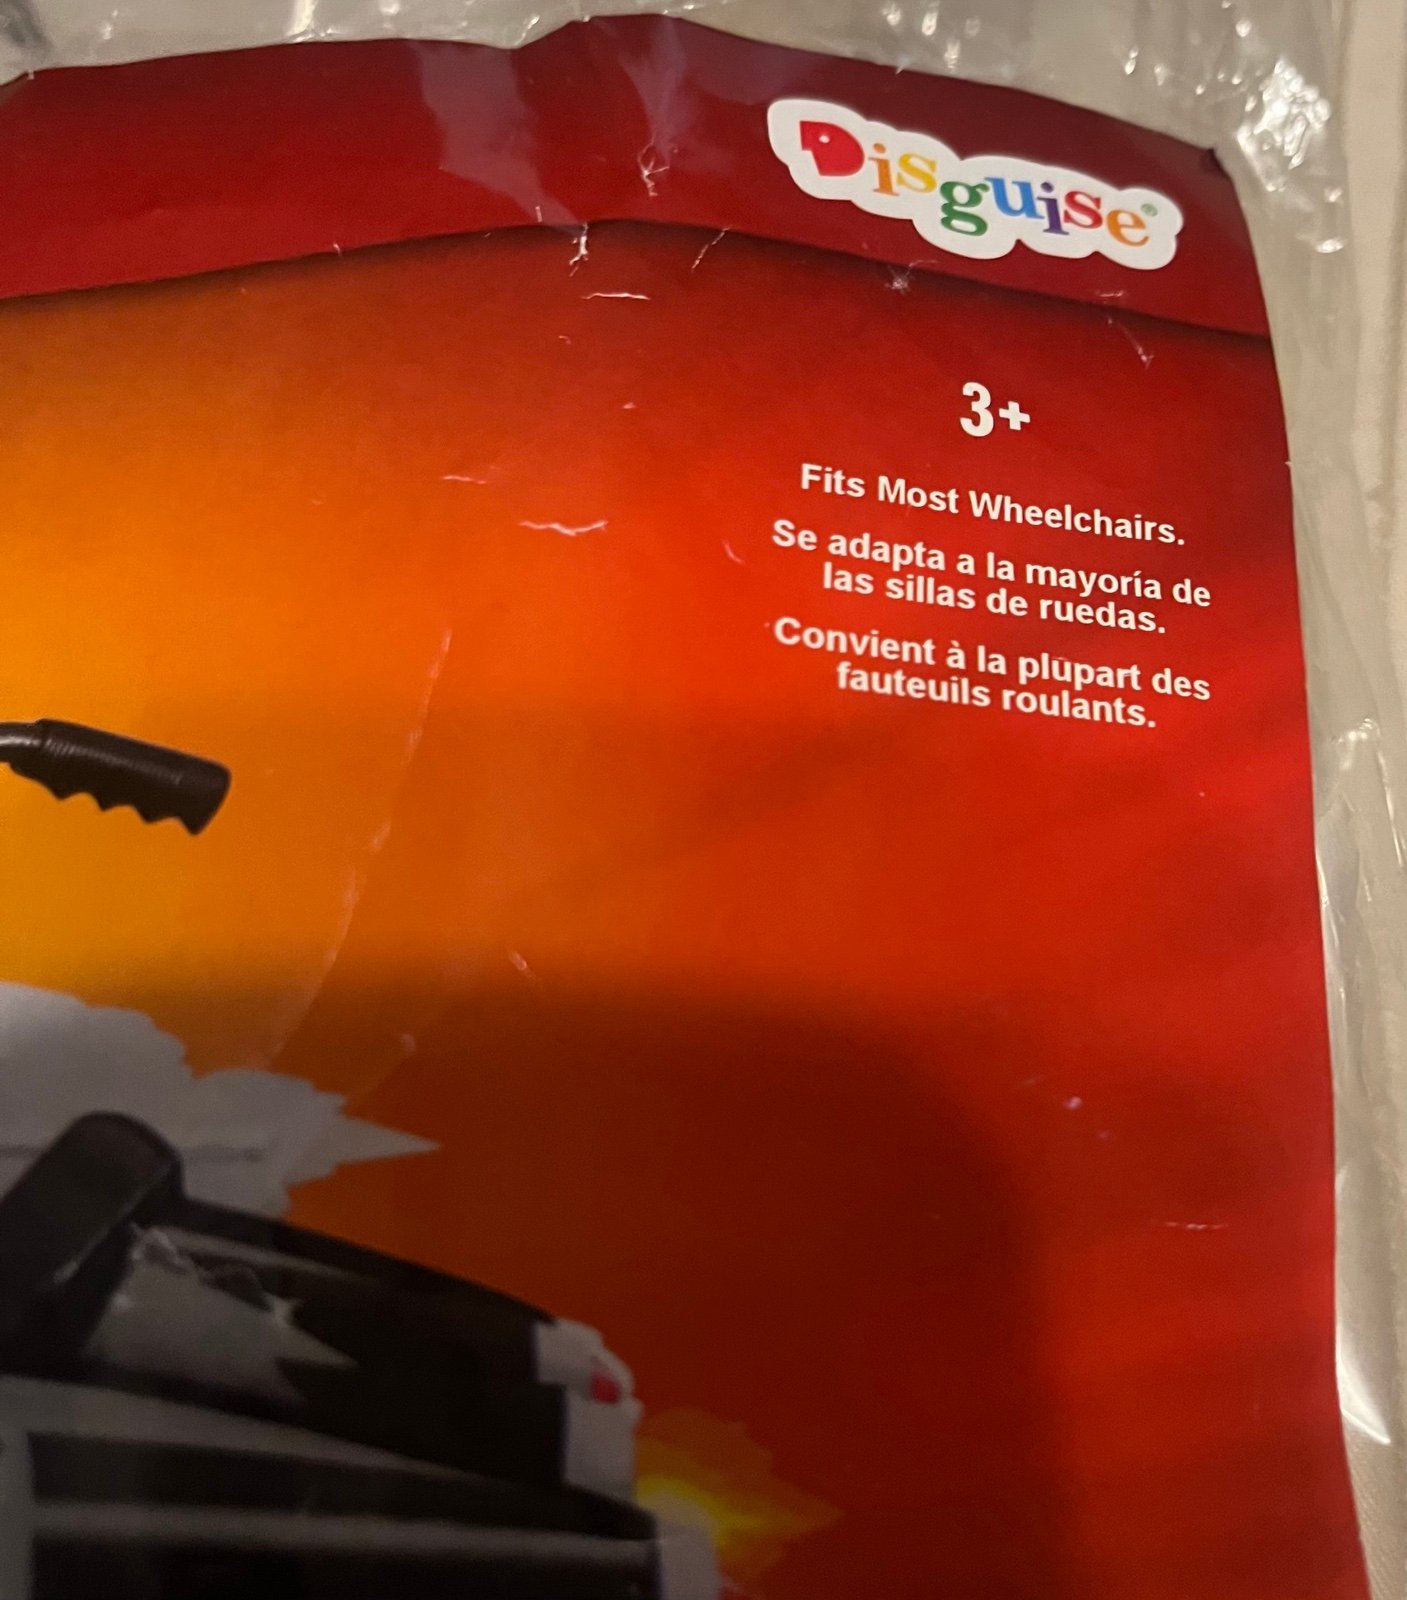 Disguise®
3+
Fits Most Wheelchairs.
Se adapta a la mayoría de
las sillas de ruedas.
Convient à la plupart des
fauteuils roulants.